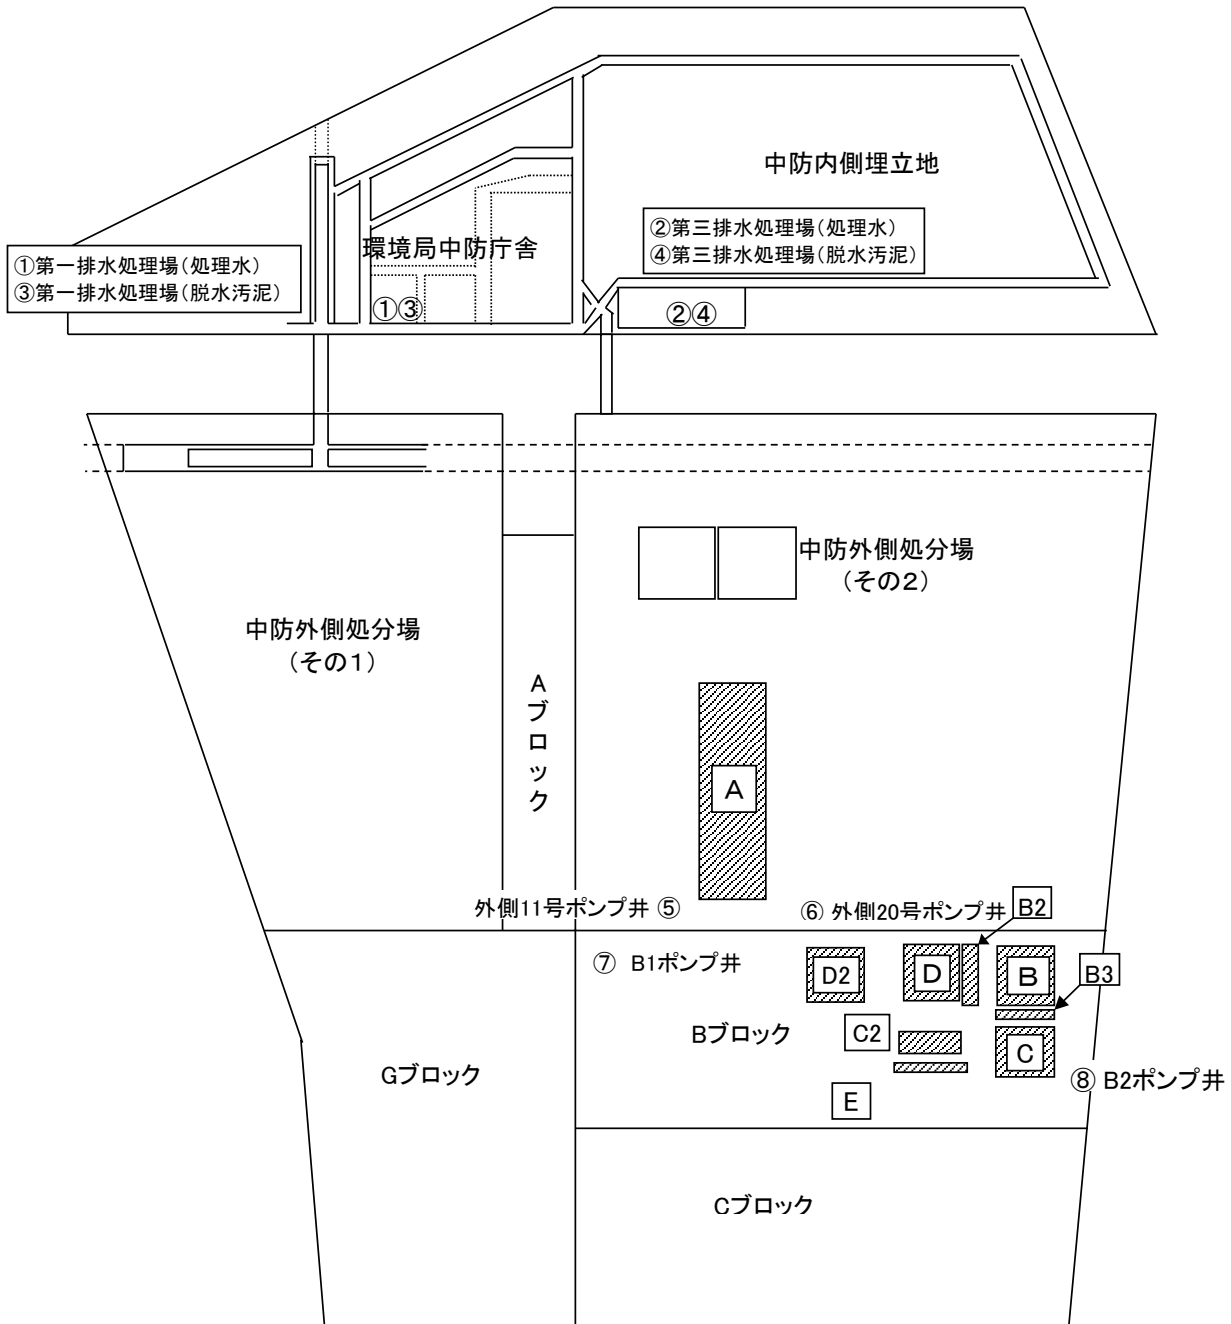 中防内側埋立地
②第三排水処理場(処理水)
④第三排水処理場(脱水汚泥)
環境局中防庁舎
①第一排水処理場(処理水)
③第一排水処理場(脱水汚泥)
①③
②④
中防外側処分場
(その2)
中防外側処分場
(その1)
Aブロック
A
外側11号ポンプ井 ⑤
⑥ 外側20号ポンプ井
B2
⑦ B1ポンプ井
D2
D
B
B3
Bブロック
C2
C
Gブロック
⑧ B2ポンプ井
E
Cブロック